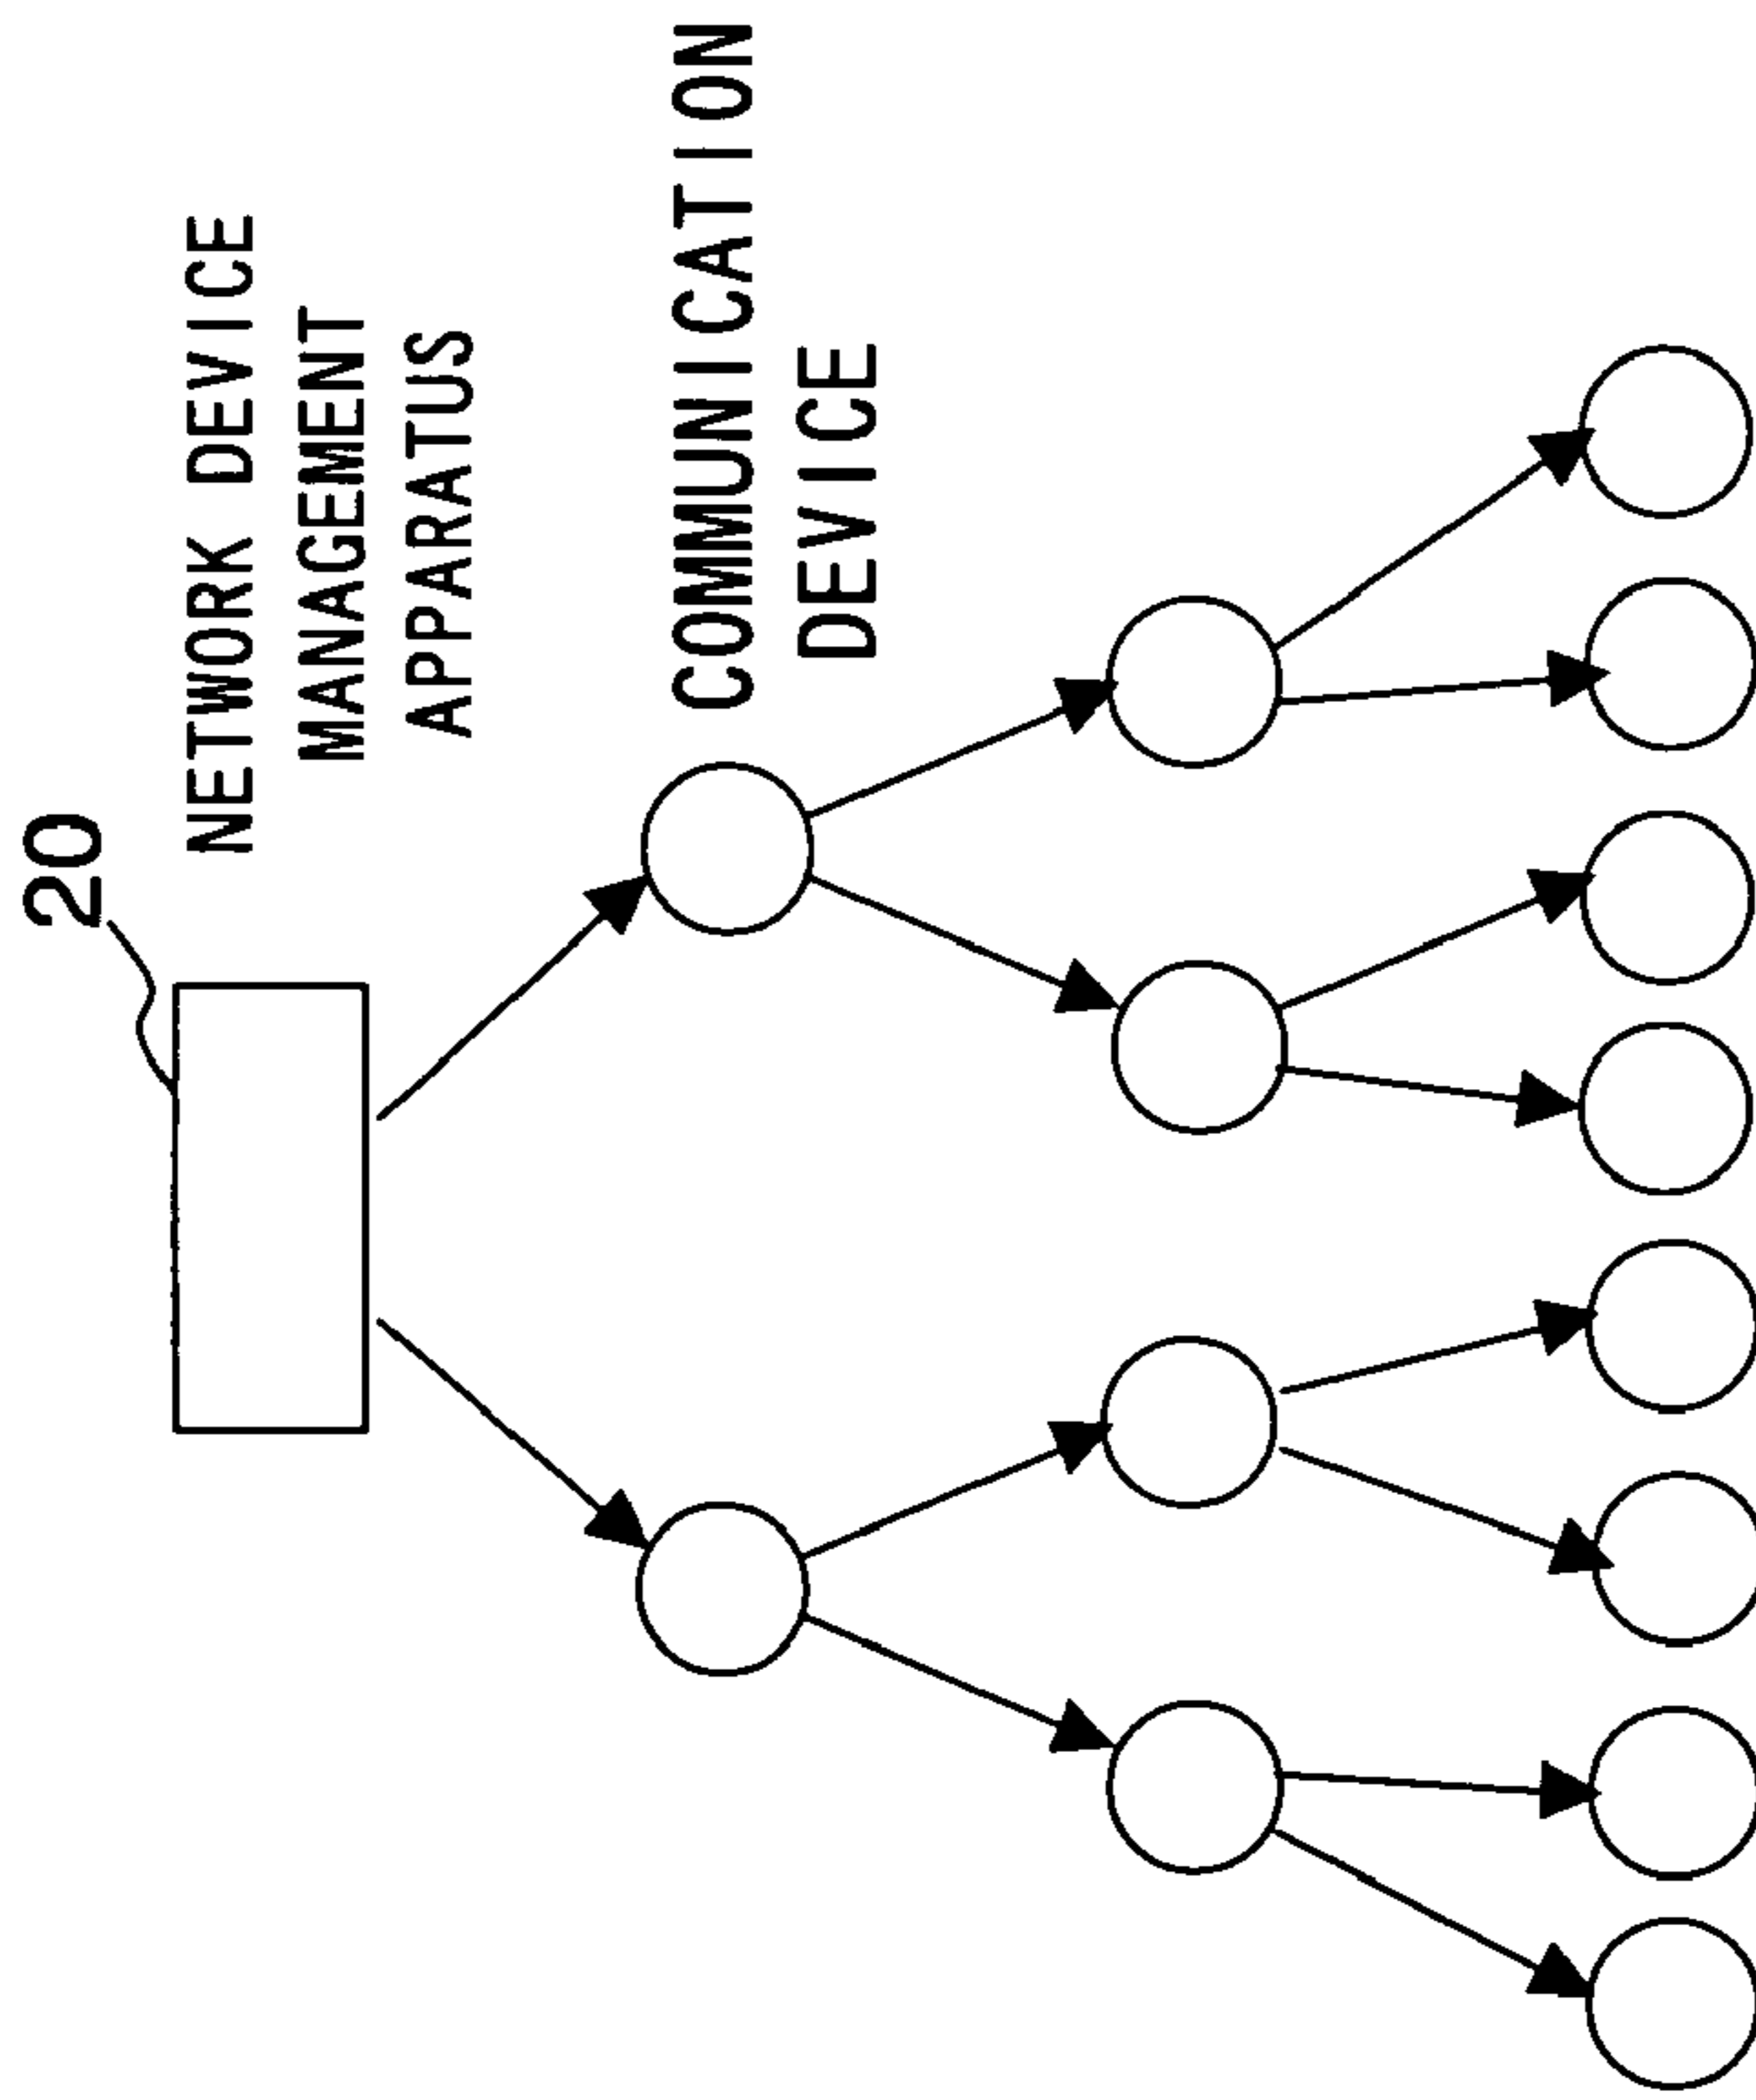 20
NETWORK DEVICE
MANAGEMENT
APPARATUS
COMMUNICATION
DEVICE